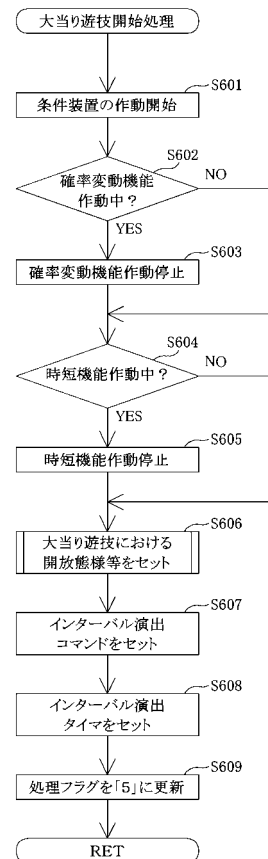 大当り遊技開始処理
S601
条件装置の作動開始
S602
確率変動機能
作動中？
NO
YES
S603
確率変動機能作動停止
S604
時短機能作動中？
NO
YES
S605
時短機能作動停止
S606
大当り遊技における
開放態様等をセット
S607
インターバル演出
コマンドをセット
S608
インターバル演出
タイマをセット
S609
処理フラグを「5」に更新
RET